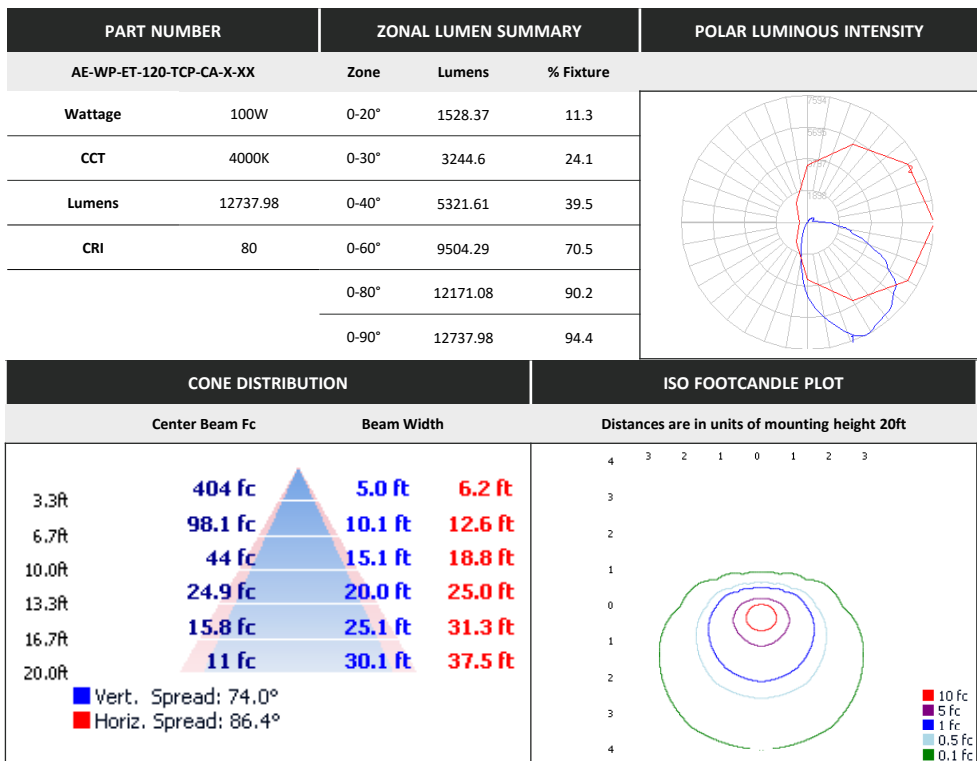 PART NUMBER
ZONAL LUMEN SUMMARY
POLAR LUMINOUS INTENSITY
AE-WP-ET-120-TCP-CA-X-XX
Zone Lumens % Fixture
Wattage 100W 0-20° 1528.37 11.3
CCT 4000K 0-30° 3244.6 24.1
Lumens 12737.98 0-40° 5321.61 39.5
CRI 80 0-60° 9504.29 70.5
0-80° 12171.08 90.2
0-90° 12737.98 94.4
7594
5695
1898
2
1
CONE DISTRIBUTION
Center Beam Fc Beam Width
3.3ft 404 fc 5.0 ft 6.2 ft
6.7ft 98.1 fc 10.1 ft 12.6 ft
10.0ft 44 fc 15.1 ft 18.8 ft
13.3ft 24.9 fc 20.0 ft 25.0 ft
16.7ft 15.8 fc 25.1 ft 31.3 ft
20.0ft 11 fc 30.1 ft 37.5 ft
Vert. Spread: 74.0°
Horiz. Spread: 86.4°
ISO FOOTCANDLE PLOT
Distances are in units of mounting height 20ft
4 3 2 1 0 1 2 3
3
2
1
0
1
2
3
4
10 fc
5 fc
1 fc
0.5 fc
0.1 fc